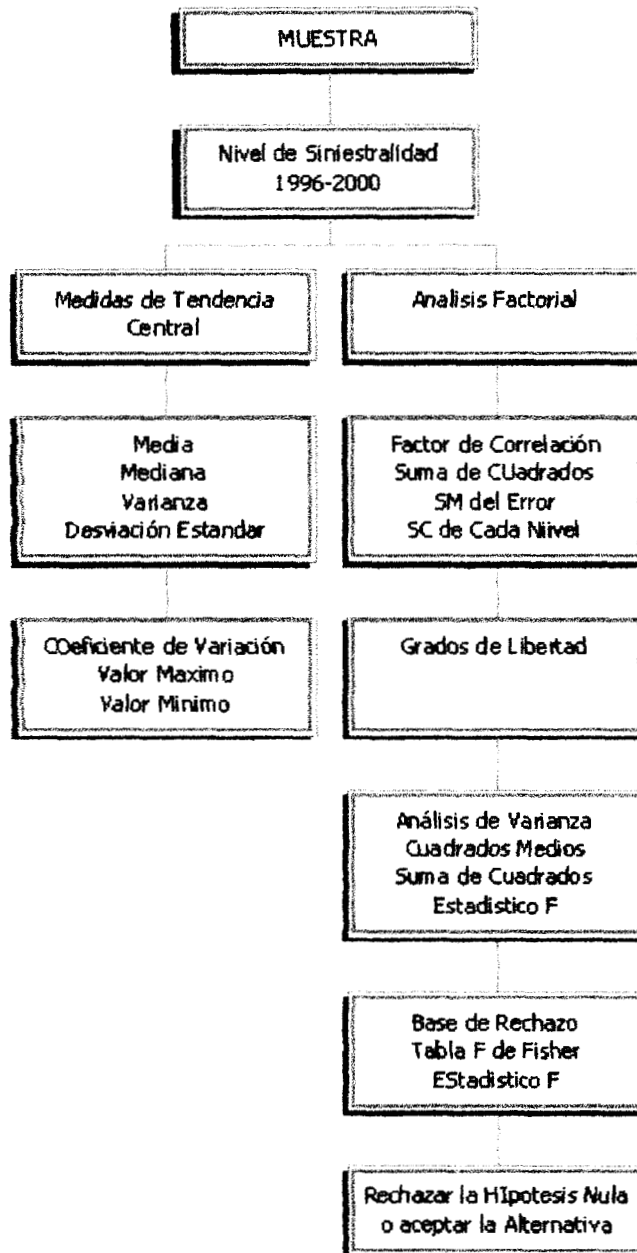 MUESTRA
Nivel de Siniestralidad
1996-2000
Medidas de Tendencia
Central
Analisis Factorial
Media
Mediana
Varianza
Desviación Estandar
Factor de Correlación
Suma de CUadrados
SM del Error
SC de Cada Niivel
COeficiente de Variación
Valor Maximo
Valor Minimo
Grados de Libertad
Análisis de Varianza
Cuadrados Medios
Suma de Cuadrados
Estadistico F
Base de Rechazo
Tabla F de Fisher
EStadistico F
Rechazar la HIpotesis Nula
o aceptar la Alternativa